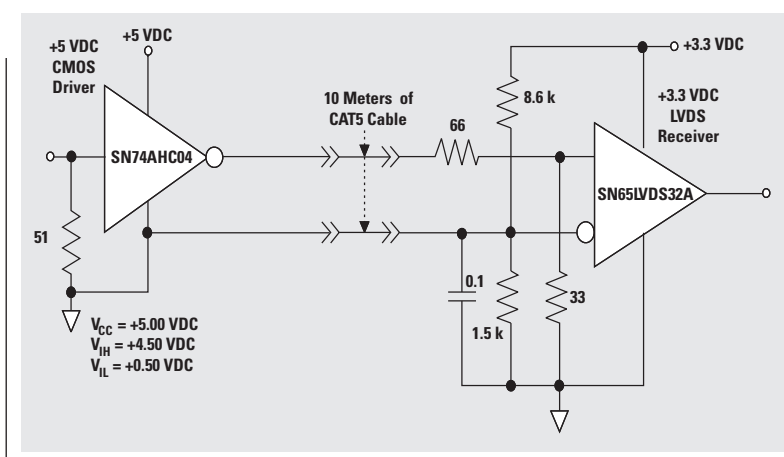 +5 VDC
CMOS
Driver
+5 VDC
SN74AHC04
51
V_CC = +5.00 VDC
V_IH = +4.50 VDC
V_IL = +0.50 VDC
10 Meters of
CAT5 Cable
66
8.6 k
+3.3 VDC
+3.3 VDC
LVDS
Receiver
SN65LVDS32A
0.1
1.5 k
33